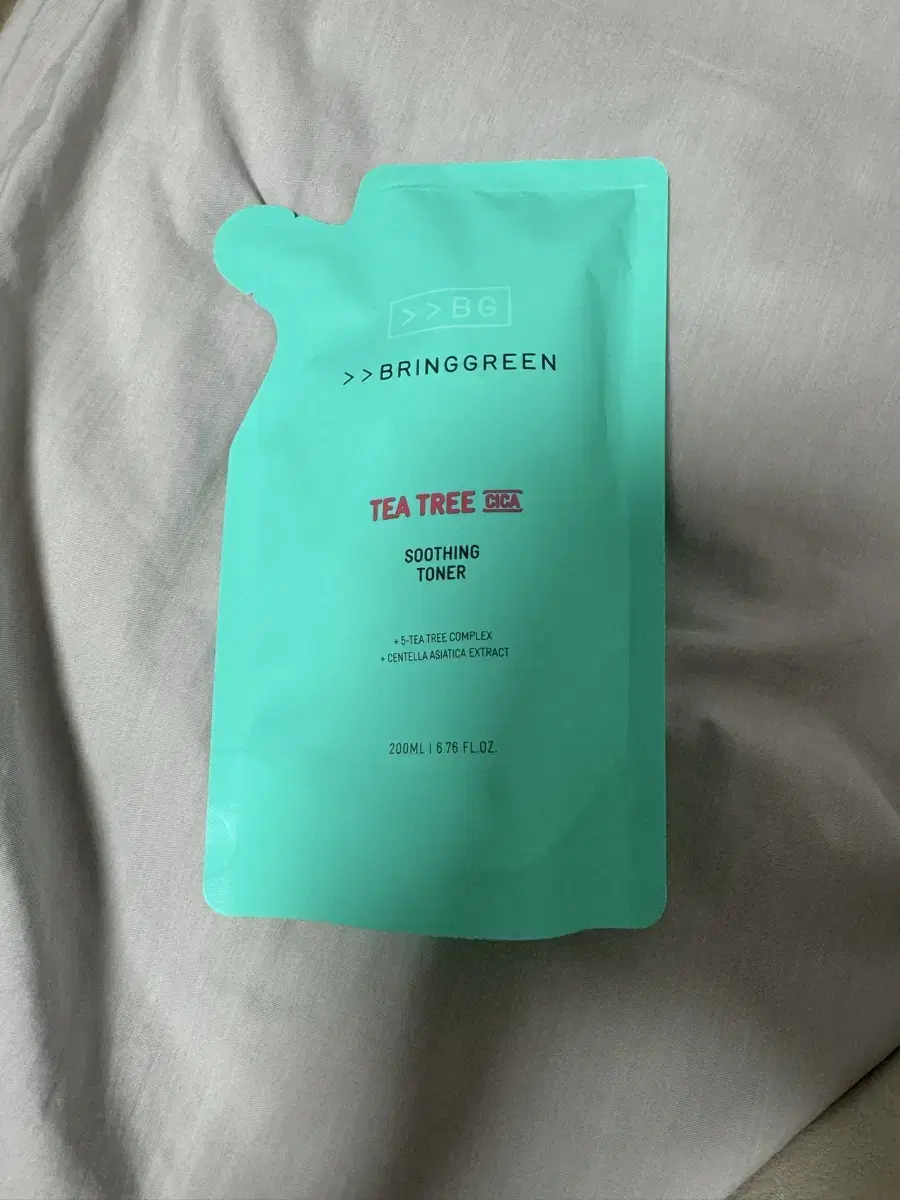 >>BG
>>BRINGGREEN
TEA TREE CICA
SOOTHING
TONER
+ 5-TEA TREE COMPLEX
+ CENTELLA ASIATICA EXTRACT
200ML | 6.76 FL.OZ.